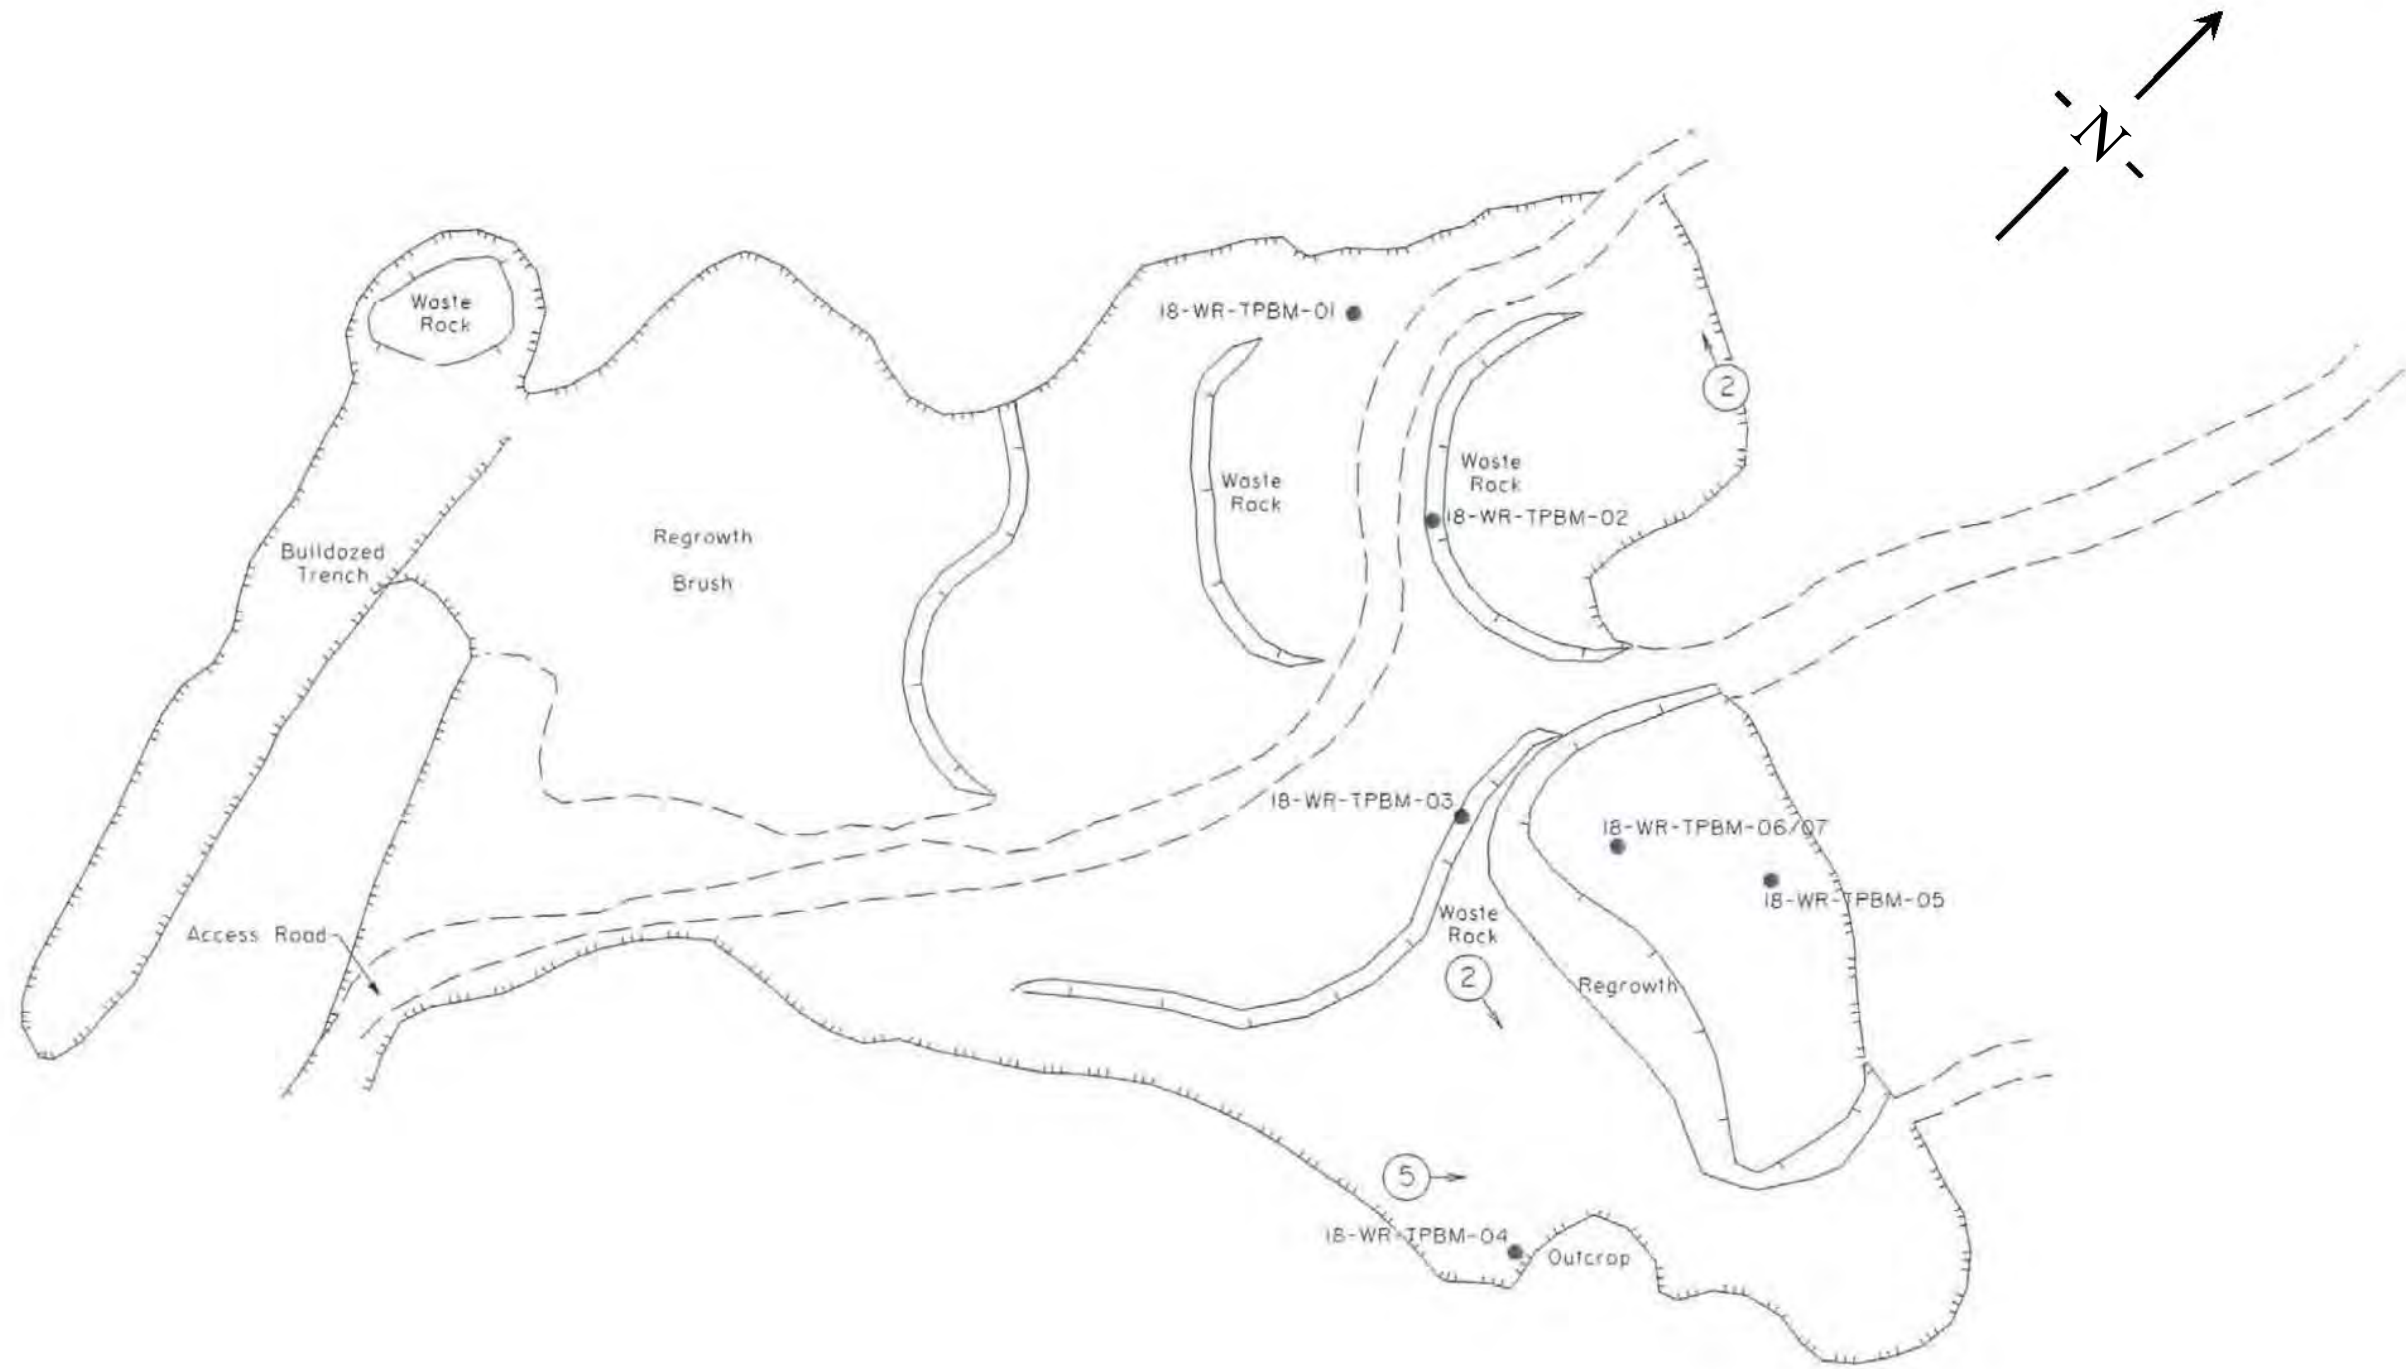 N
Waste
Rock
18-WR-TPBM-01
Waste
Rock
18-WR-TPBM-02
2
Waste
Rock
Regrowth
Brush
Bulldozed
Trench
18-WR-TPBM-03
18-WR-TPBM-06/07
18-WR-TPBM-05
Waste
Rock
2
Access Road
Regrowth
5
18-WR-TPBM-04
Outcrop